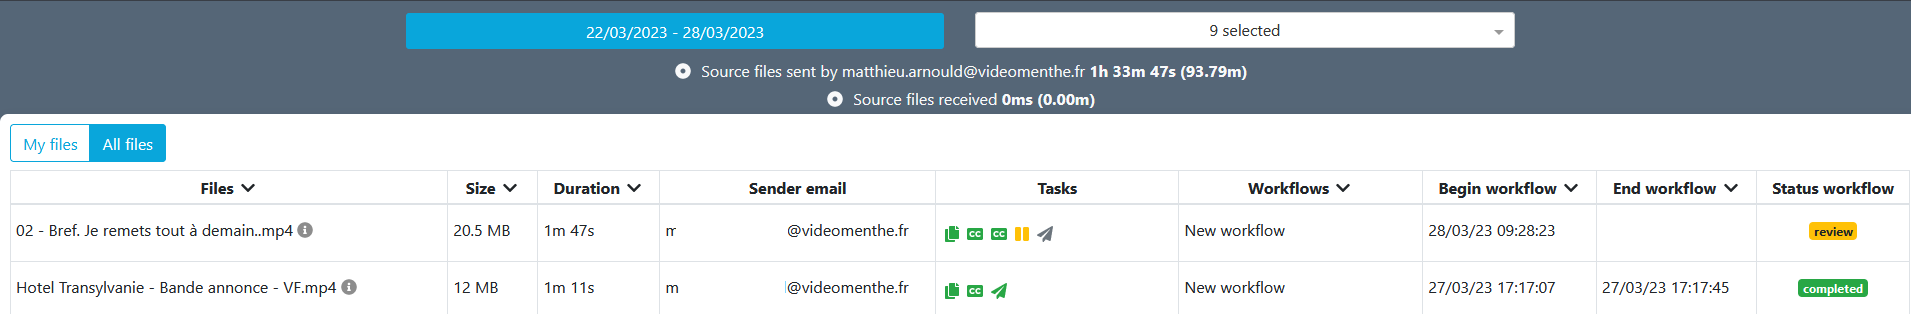 22/03/2023 - 28/03/2023 9 selected
Source files sent by matthieu.arnould@videomenthe.fr 1h 33m 47s (93.79m)
Source files received 0ms (0.00m)
My files All files
Files Size Duration Sender email Tasks Workflows Begin workflow End workflow Status workflow
02 - Bref. Je remets tout à demain..mp4 20.5 MB 1m 47s m @videomenthe.fr CC CC New workflow 28/03/23 09:28:23 review
Hotel Transylvanie - Bande annonce - VF.mp4 12 MB 1m 11s m @videomenthe.fr CC New workflow 27/03/23 17:17:07 27/03/23 17:17:45 completed